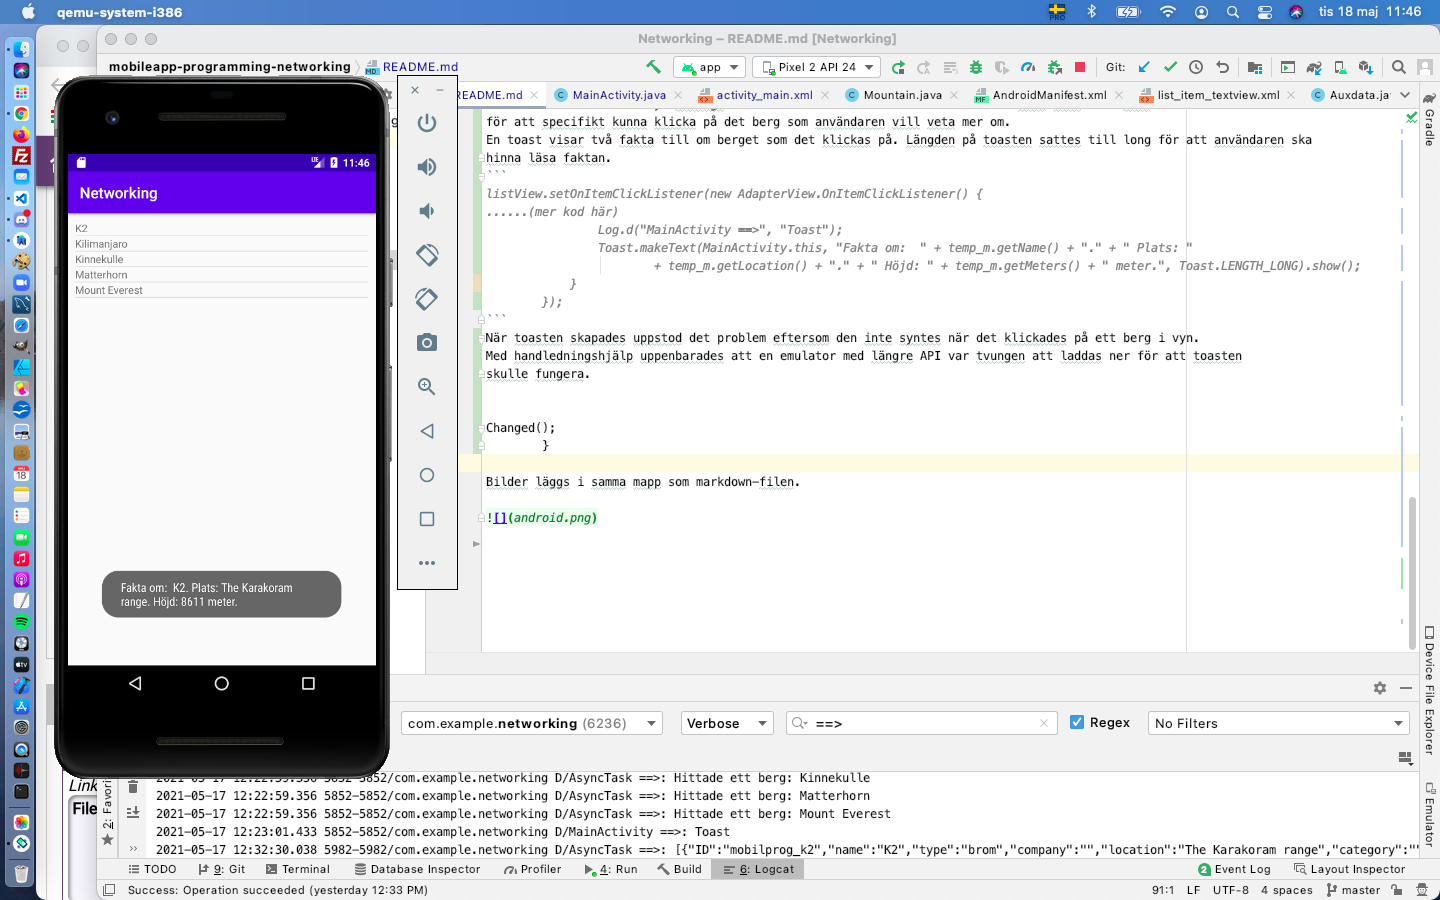 qemu-system-i386
PRO
tis 18 maj 11:46
Networking – README.md [Networking]
mobileapp-programming-networking
README.md
app
Pixel 2 API 24
Git:
README.md
MainActivity.java
activity_main.xml
Mountain.java
AndroidManifest.xml
list_item_textview.xml
Auxdata.ja
för att specifikt kunna klicka på det berg som användaren vill veta mer om.
En toast visar två fakta till om berget som det klickas på. Längden på toasten sattes till long för att användaren ska
hinna läsa faktan.
```
listView.setOnItemClickListener(new AdapterView.OnItemClickListener() {
......(mer kod här)
Log.d("MainActivity ==>", "Toast");
Toast.makeText(MainActivity.this, "Fakta om:  " + temp_m.getName() + "." + " Plats: "
+ temp_m.getLocation() + "." + " Höjd: " + temp_m.getMeters() + " meter.", Toast.LENGTH_LONG).show();
}
});
```
När toasten skapades uppstod det problem eftersom den inte syntes när det klickades på ett berg i vyn.
Med handledningshjälp uppenbarades att en emulator med längre API var tvungen att laddas ner för att toasten
skulle fungera.
Changed();
}
Bilder läggs i samma mapp som markdown-filen.
![](android.png)
LTE 11:46
Networking
K2
Kilimanjaro
Kinnekulle
Matterhorn
Mount Everest
Fakta om:  K2. Plats: The Karakoram
range. Höjd: 8611 meter.
Gradle
Device File Explorer
Emulator
com.example.networking (6236)
Verbose
==>
Regex
No Filters
Link
File
2: Favori
2021-05-17 12:22:59.356 5852-5852/com.example.networking D/AsyncTask ==>: Hittade ett berg: Kinnekulle
2021-05-17 12:22:59.356 5852-5852/com.example.networking D/AsyncTask ==>: Hittade ett berg: Matterhorn
2021-05-17 12:22:59.356 5852-5852/com.example.networking D/AsyncTask ==>: Hittade ett berg: Mount Everest
2021-05-17 12:23:01.433 5852-5852/com.example.networking D/MainActivity ==>: Toast
2021-05-17 12:32:30.038 5982-5982/com.example.networking D/AsyncTask ==>: [{"ID":"mobilprog_k2","name":"K2","type":"brom","company":"","location":"The Karakoram range","category":""
TODO
9: Git
Terminal
Database Inspector
Profiler
4: Run
Build
6: Logcat
2 Event Log
Layout Inspector
Success: Operation succeeded (yesterday 12:33 PM)
91:1
LF
UTF-8
4 spaces
master